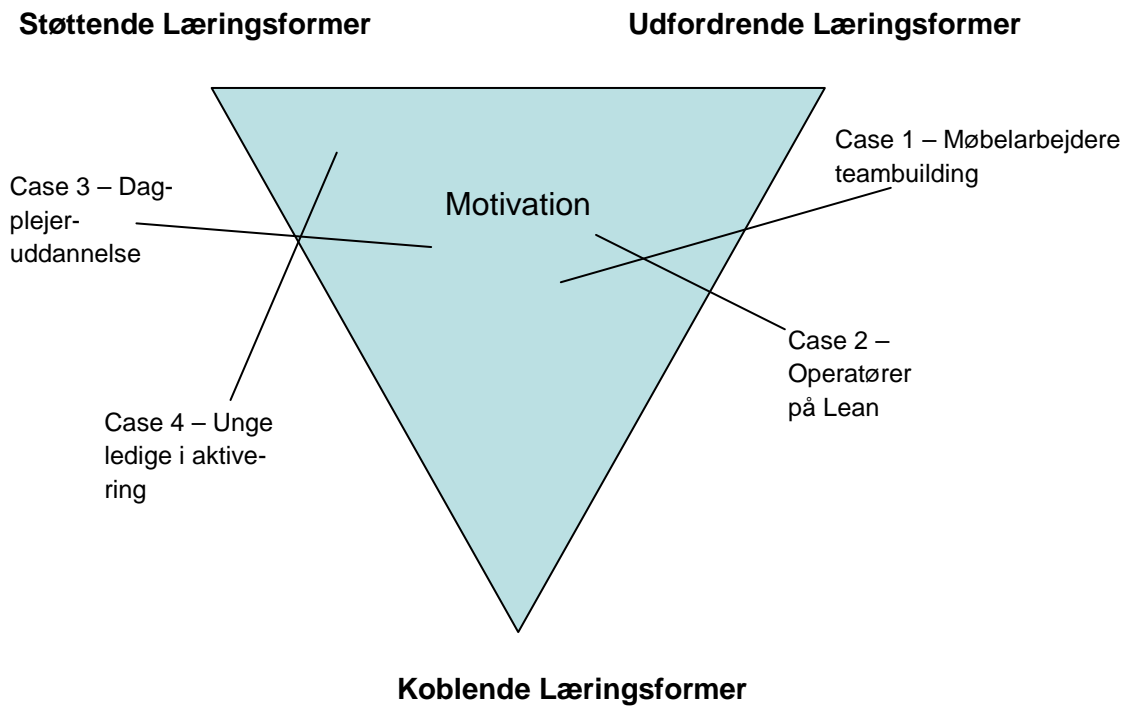 Støttende Læringsformer
Udfordrende Læringsformer
Case 1 – Møbelarbejdere
teambuilding
Case 3 – Dag-
plejer-
uddannelse
Motivation
Case 2 –
Operatører
på Lean
Case 4 – Unge
ledige i aktive-
ring
Koblende Læringsformer